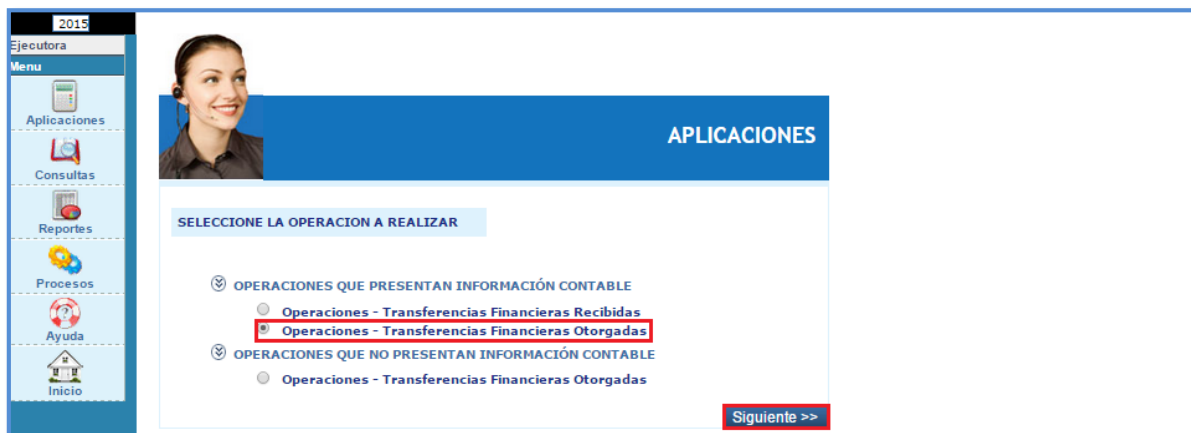 2015
Ejecutora
Menu
Aplicaciones
Consultas
Reportes
Procesos
Ayuda
Inicio
APLICACIONES
SELECCIONE LA OPERACION A REALIZAR
OPERACIONES QUE PRESENTAN INFORMACIÓN CONTABLE
Operaciones - Transferencias Financieras Recibidas
Operaciones - Transferencias Financieras Otorgadas
OPERACIONES QUE NO PRESENTAN INFORMACIÓN CONTABLE
Operaciones - Transferencias Financieras Otorgadas
Siguiente >>